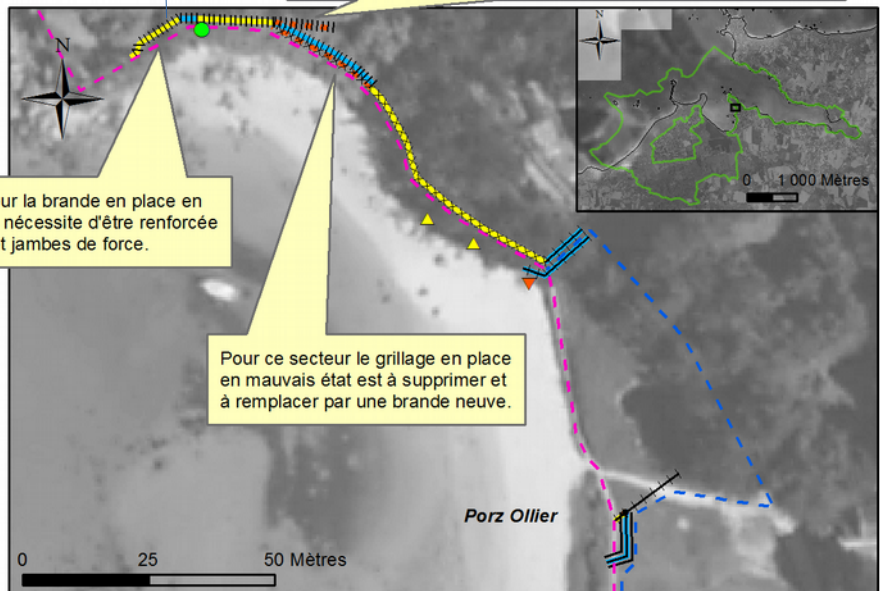 N
0 1 000 Mètres
ur la brande en place en
nécessite d'être renforcée
t jambes de force.
Pour ce secteur le grillage en place
en mauvais état est à supprimer et
à remplacer par une brande neuve.
Porz Ollier
0 25 50 Mètres